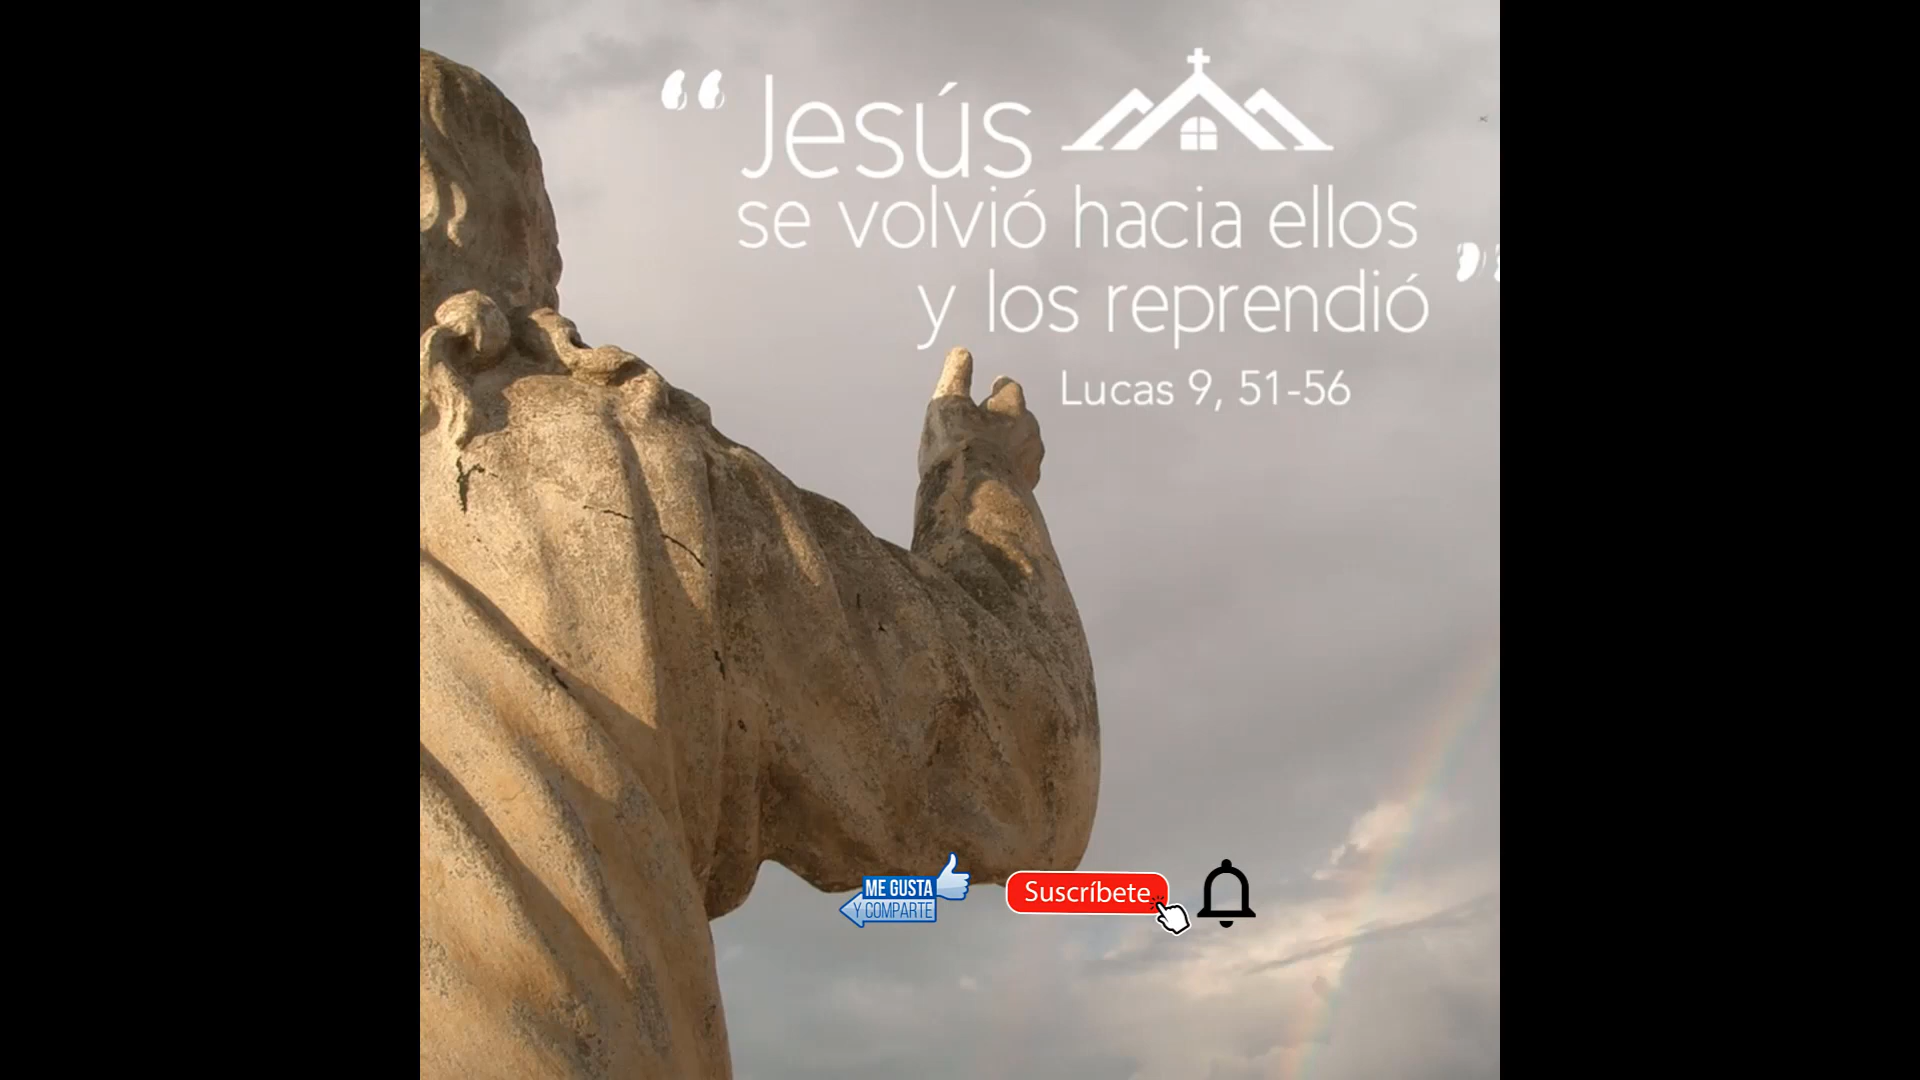 “Jesús
se volvió hacia ellos
y los reprendió”
Lucas 9, 51-56
ME GUSTA
Y COMPARTE
Suscríbete